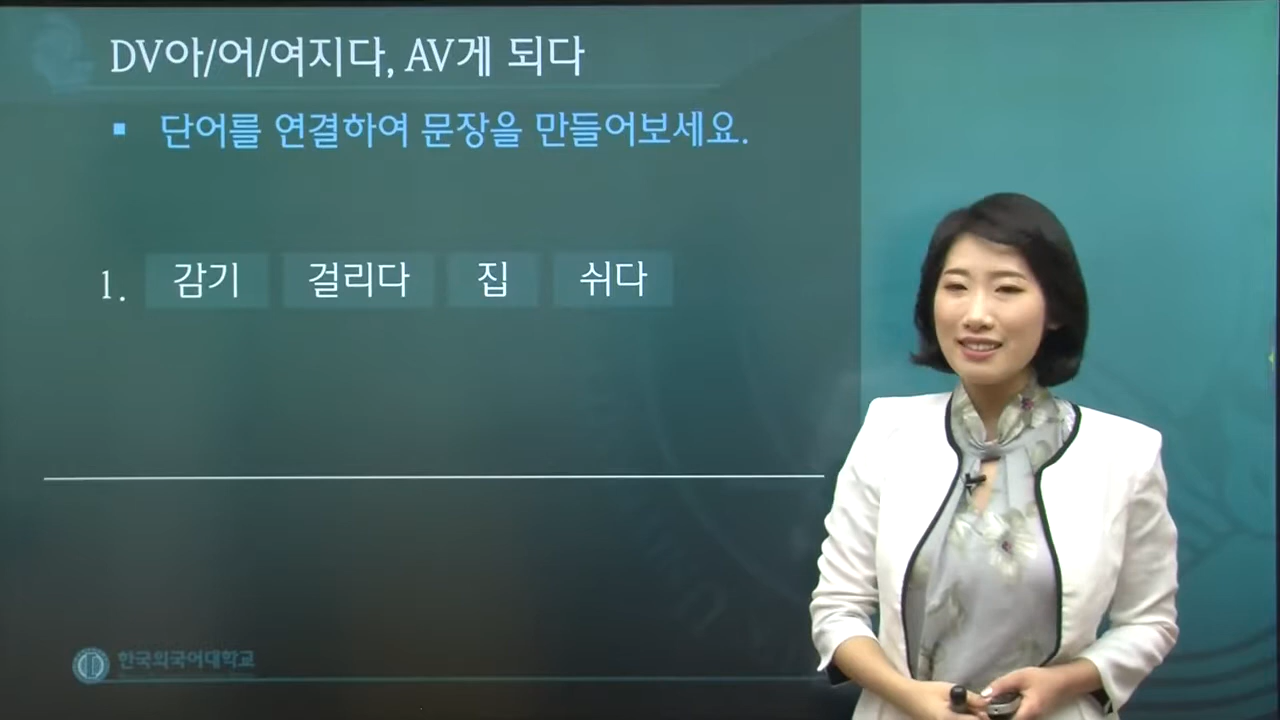 DV아/어/여지다, AV게 되다
▪ 단어를 연결하여 문장을 만들어보세요.
1. 감기 걸리다 집 쉬다
한국외국어대학교